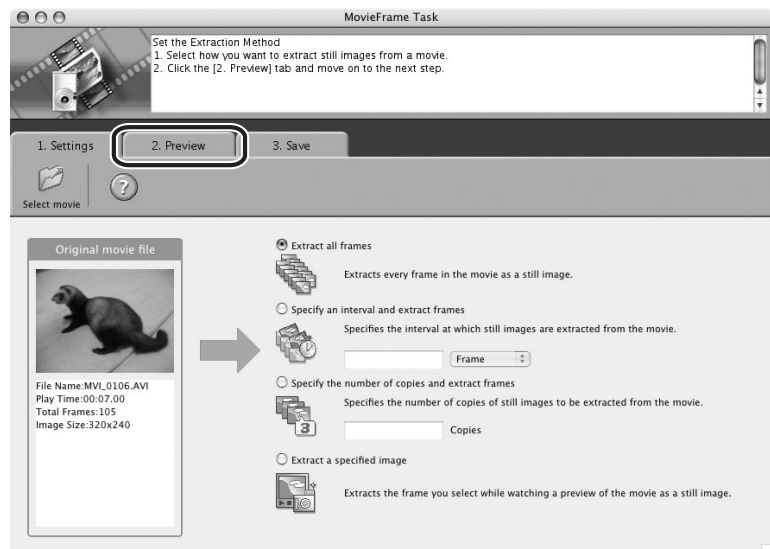 MovieFrame Task
Set the Extraction Method
1. Select how you want to extract still images from a movie.
2. Click the [2. Preview] tab and move on to the next step.
1. Settings
2. Preview
3. Save
Select movie
?
Original movie file
File Name:MVI_0106.AVI
Play Time:00:07.00
Total Frames:105
Image Size:320x240
Extract all frames
Extracts every frame in the movie as a still image.
Specify an interval and extract frames
Specifies the interval at which still images are extracted from the movie.
Frame
Specify the number of copies and extract frames
Specifies the number of copies of still images to be extracted from the movie.
3
Copies
Extract a specified image
Extracts the frame you select while watching a preview of the movie as a still image.